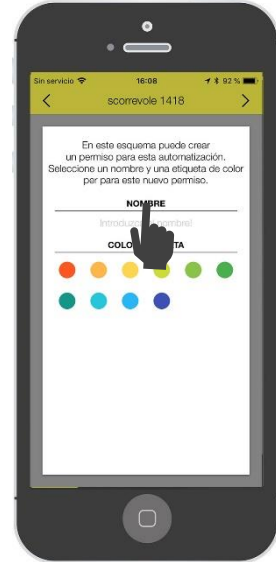 Sin servicio 16:08 92 %
scorrevole 1418
En este esquema puede crear
un permiso para esta automatización.
Seleccione un nombre y una etiqueta de color
per para este nuevo permiso.
NOMBRE
nombre!